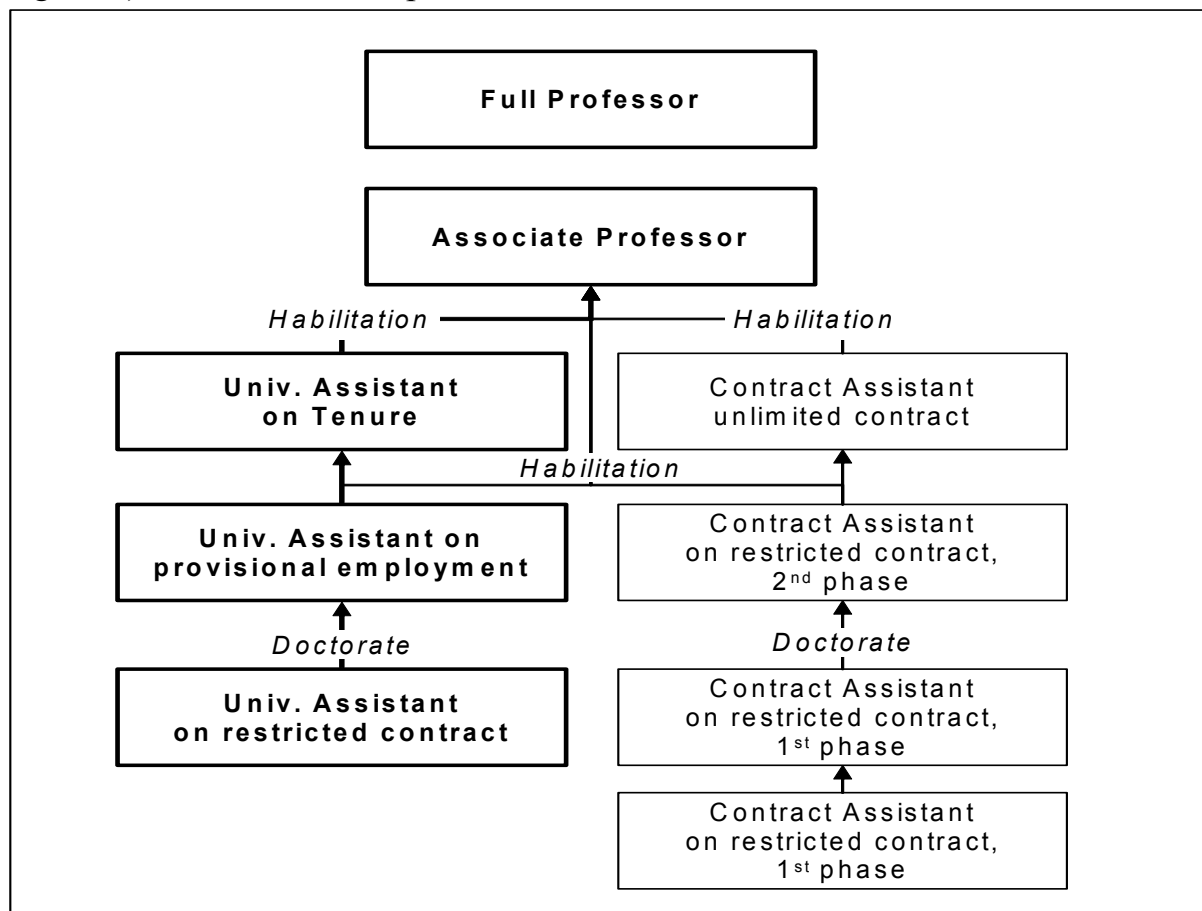 Full Professor
Associate Professor
Habilitation
Habilitation
Univ. Assistant
on Tenure
Contract Assistant
unlimited contract
Habilitation
Univ. Assistant on
provisional employment
Contract Assistant
on restricted contract,
2nd phase
Doctorate
Doctorate
Univ. Assistant
on restricted contract
Contract Assistant
on restricted contract,
1st phase
Contract Assistant
on restricted contract,
1st phase